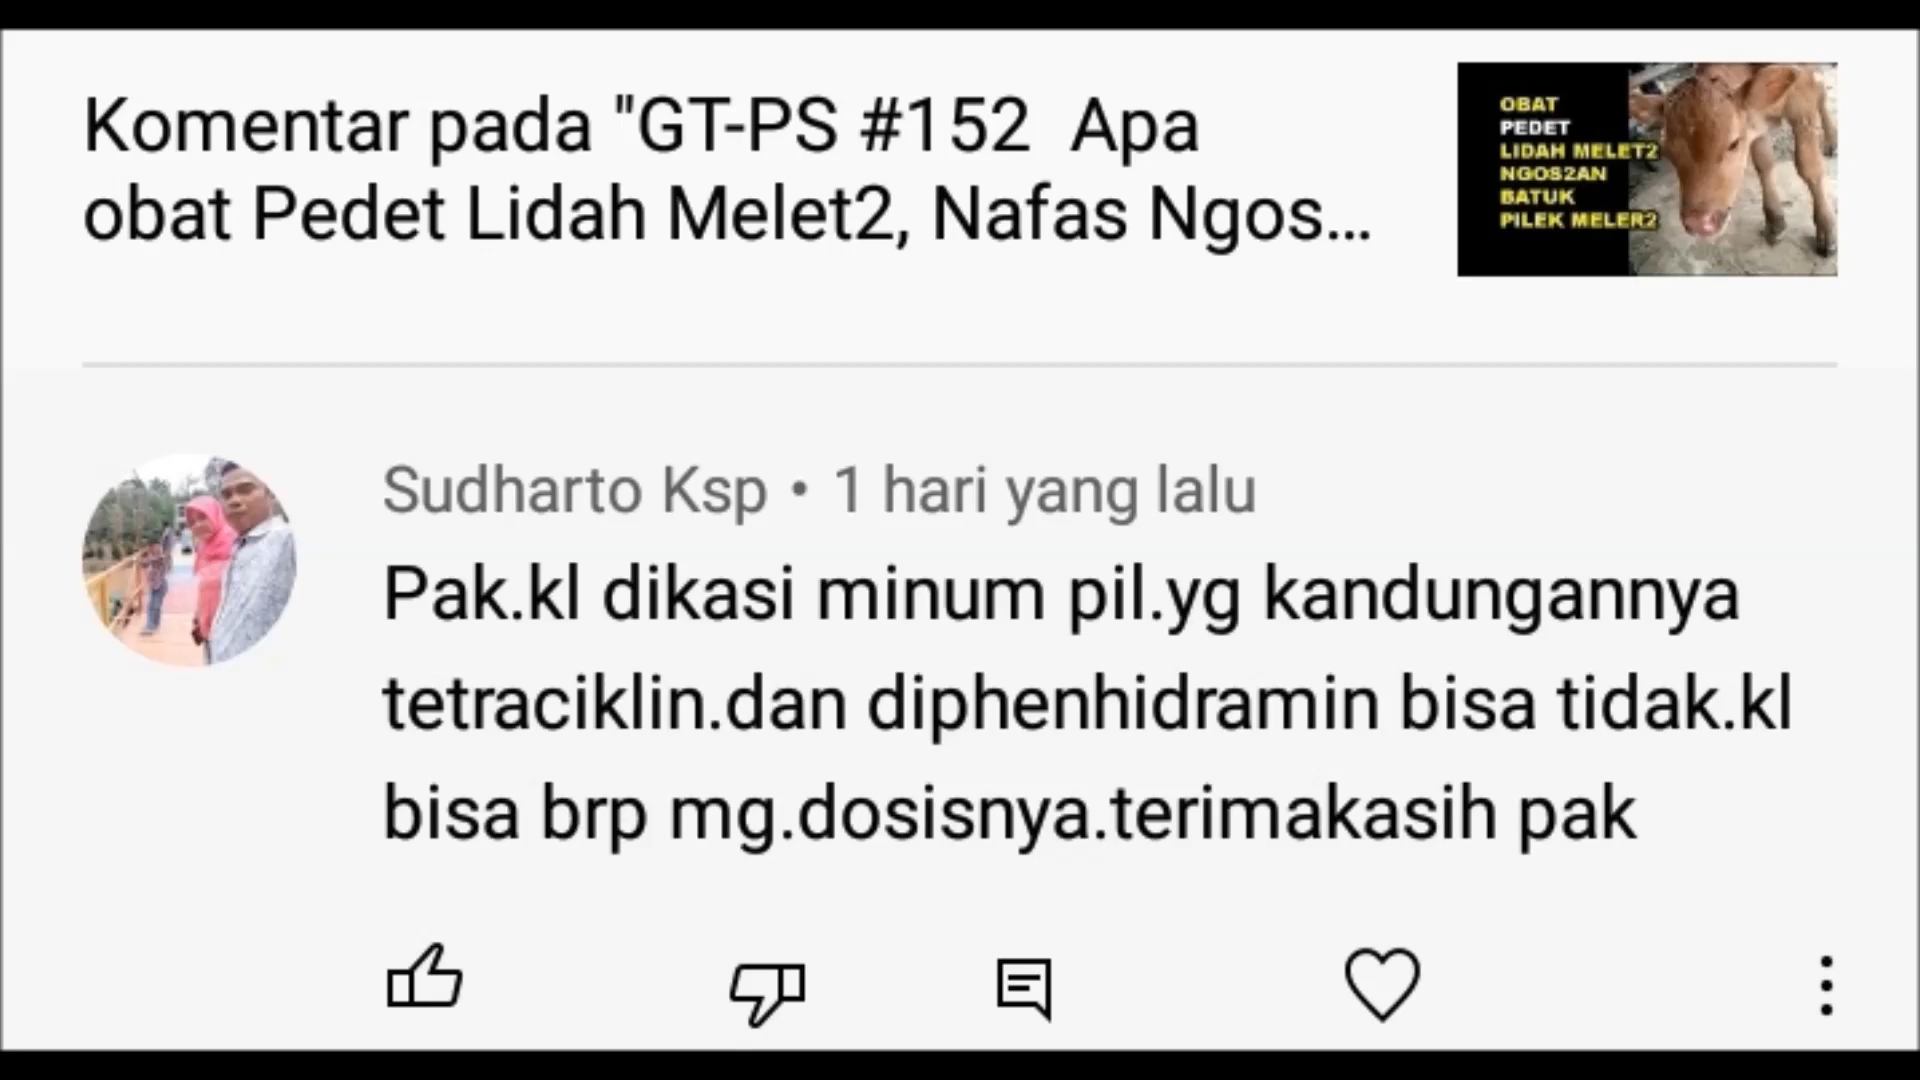 Komentar pada "GT-PS #152  Apa
obat Pedet Lidah Melet2, Nafas Ngos...
OBAT
PEDET
LIDAH MELET2
NGOS2AN
BATUK
PILEK MELER2
Sudharto Ksp • 1 hari yang lalu
Pak.kl dikasi minum pil.yg kandungannya
tetraciklin.dan diphenhidramin bisa tidak.kl
bisa brp mg.dosisnya.terimakasih pak